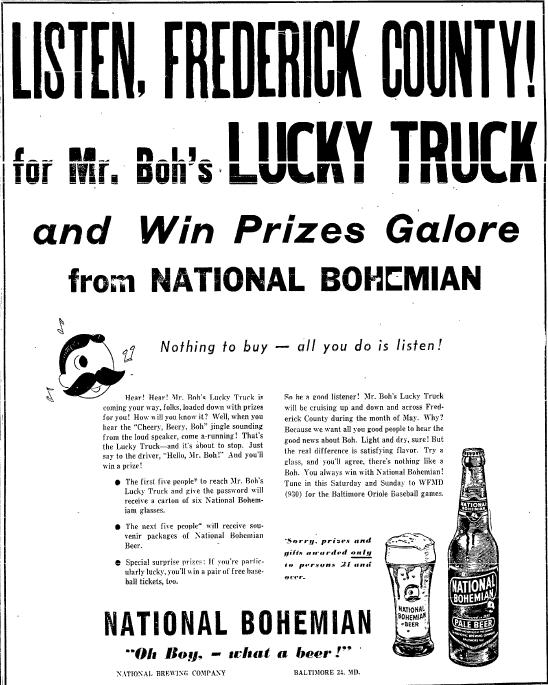 LISTEN, FREDERICK COUNTY!
for Mr. Boh's LUCKY TRUCK
and Win Prizes Galore
from NATIONAL BOHEMIAN
Nothing to buy — all you do is listen!
Hear! Hear! Mr. Boh's Lucky Truck is
coming your way, folks, loaded down with prizes
for you! How will you know it? Well, when you
hear the "Cheery, Beery, Boh" jingle sounding
from the loud speaker, come a-running! That's
the Lucky Truck—and it's about to stop. Just
say to the driver, "Hello, Mr. Boh!" And you'll
win a prize!
● The first five people* to reach Mr. Boh's
Lucky Truck and give the password will
receive a carton of six National Bohem-
iam glasses.
● The next five people* will receive sou-
venir packages of National Bohemian
Beer.
● Special surprise prizes: If you're partic-
ularly lucky, you'll win a pair of free base-
ball tickets, too.
So be a good listener! Mr. Boh's Lucky Truck
will be cruising up and down and across Fred-
erick County during the month of May. Why?
Because we want all you good people to hear the
good news about Boh. Light and dry, sure! But
the real difference is satisfying flavor. Try a
glass, and you'll agree, there's nothing like a
Boh. You always win with National Bohemian!
Tune in this Saturday and Sunday to WFMD
(930) for the Baltimore Oriole Baseball games.
*Sorry, prizes and
gifts awarded only
to persons 21 and
over.
NATIONAL
BOHEMIAN
BEER
NATIONAL
BOHEMIAN
NATIONAL
BOHEMIAN
PALE BEER
NATIONAL BOHEMIAN
"Oh Boy, – what a beer!"
NATIONAL BREWING COMPANY
BALTIMORE 24, MD.